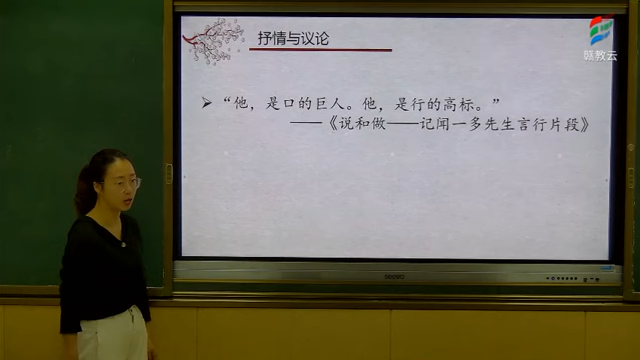 抒情与议论
赣教云
➢“他，是口的巨人。他，是行的高标。”
——《说和做——记闻一多先生言行片段》